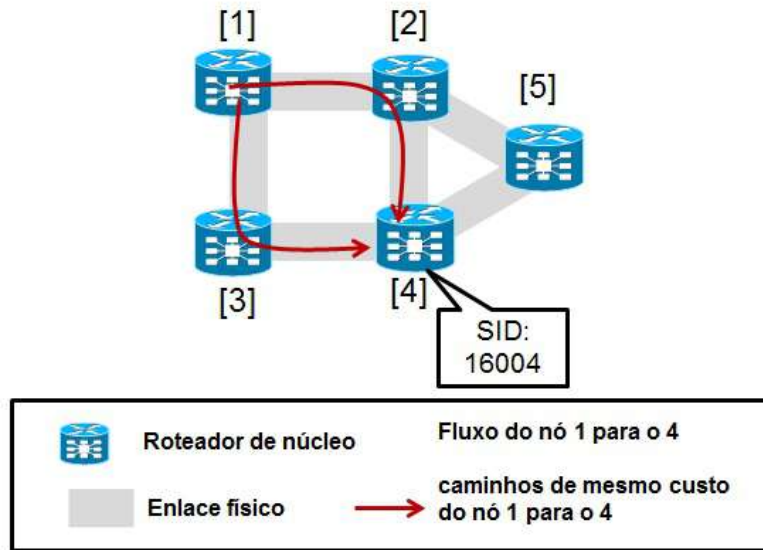 [1]
[2]
[5]
[3]
[4]
SID:
16004
Roteador de núcleo
Fluxo do nó 1 para o 4
Enlace físico
caminhos de mesmo custo
do nó 1 para o 4